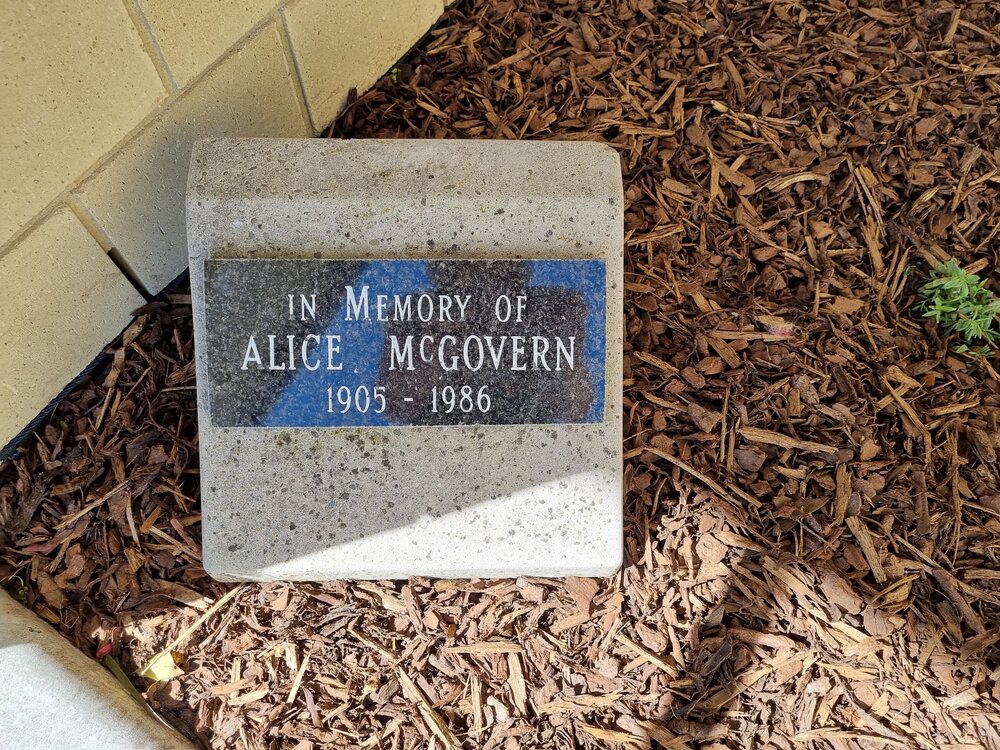 IN MEMORY OF
ALICE McGOVERN
1905 - 1986